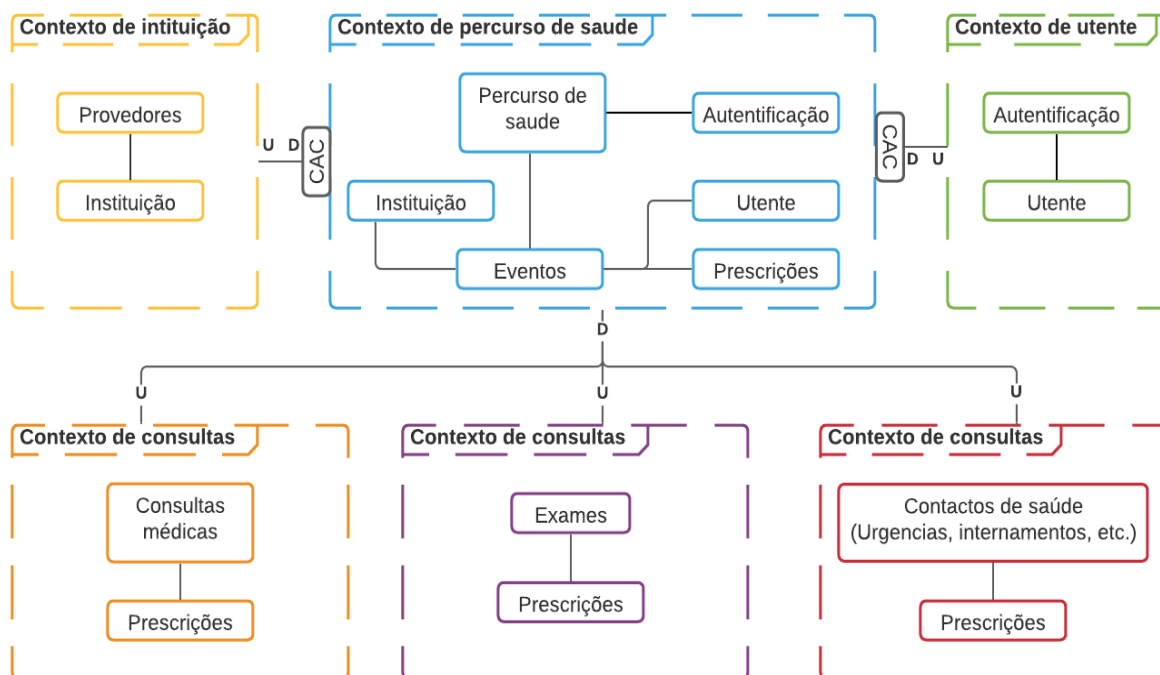 Contexto de intituição
Provedores
Instituição
U D
CAC
Contexto de percurso de saude
Percurso de
saude
Autentificação
Instituição
Utente
Eventos
Prescrições
CAC
D U
Contexto de utente
Autentificação
Utente
D
U
U
U
Contexto de consultas
Consultas
médicas
Prescrições
Contexto de consultas
Exames
Prescrições
Contexto de consultas
Contactos de saúde
(Urgencias, internamentos, etc.)
Prescrições